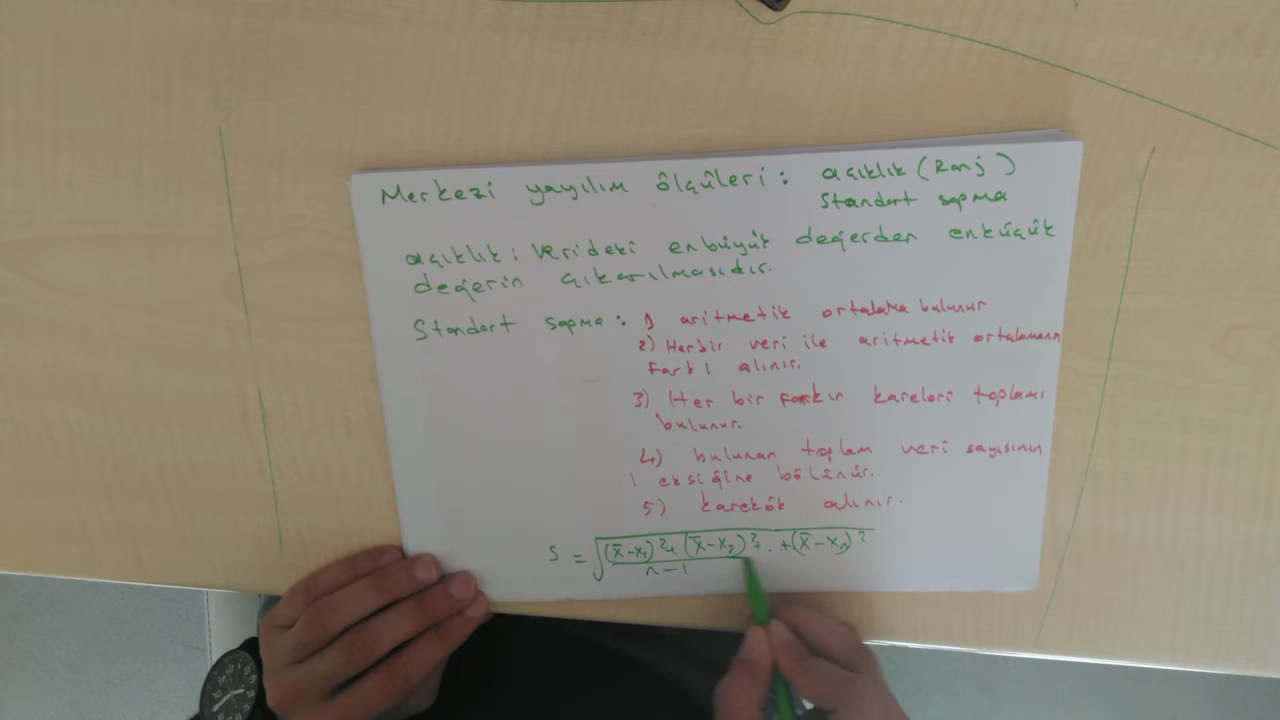 Merkezi yayılım ölçüleri: açıklık (Ranj)
Standart sapma
açıklık: Verideki enbüyük değerden enküçük
değerin çıkarılmasıdır.
Standart sapma: 1) aritmetik ortalama bulunur
2) Herbir veri ile aritmetik ortalamanın
farkı alınır.
3) Her bir farkın kareleri toplamı
bulunur.
4) bulunan toplam veri sayısının
1 eksiğine bölünür.
5) karekök alınır.
S = √((x̄-x₁)²+(x̄-x₂)²+..+(x̄-xₙ)²
n-1